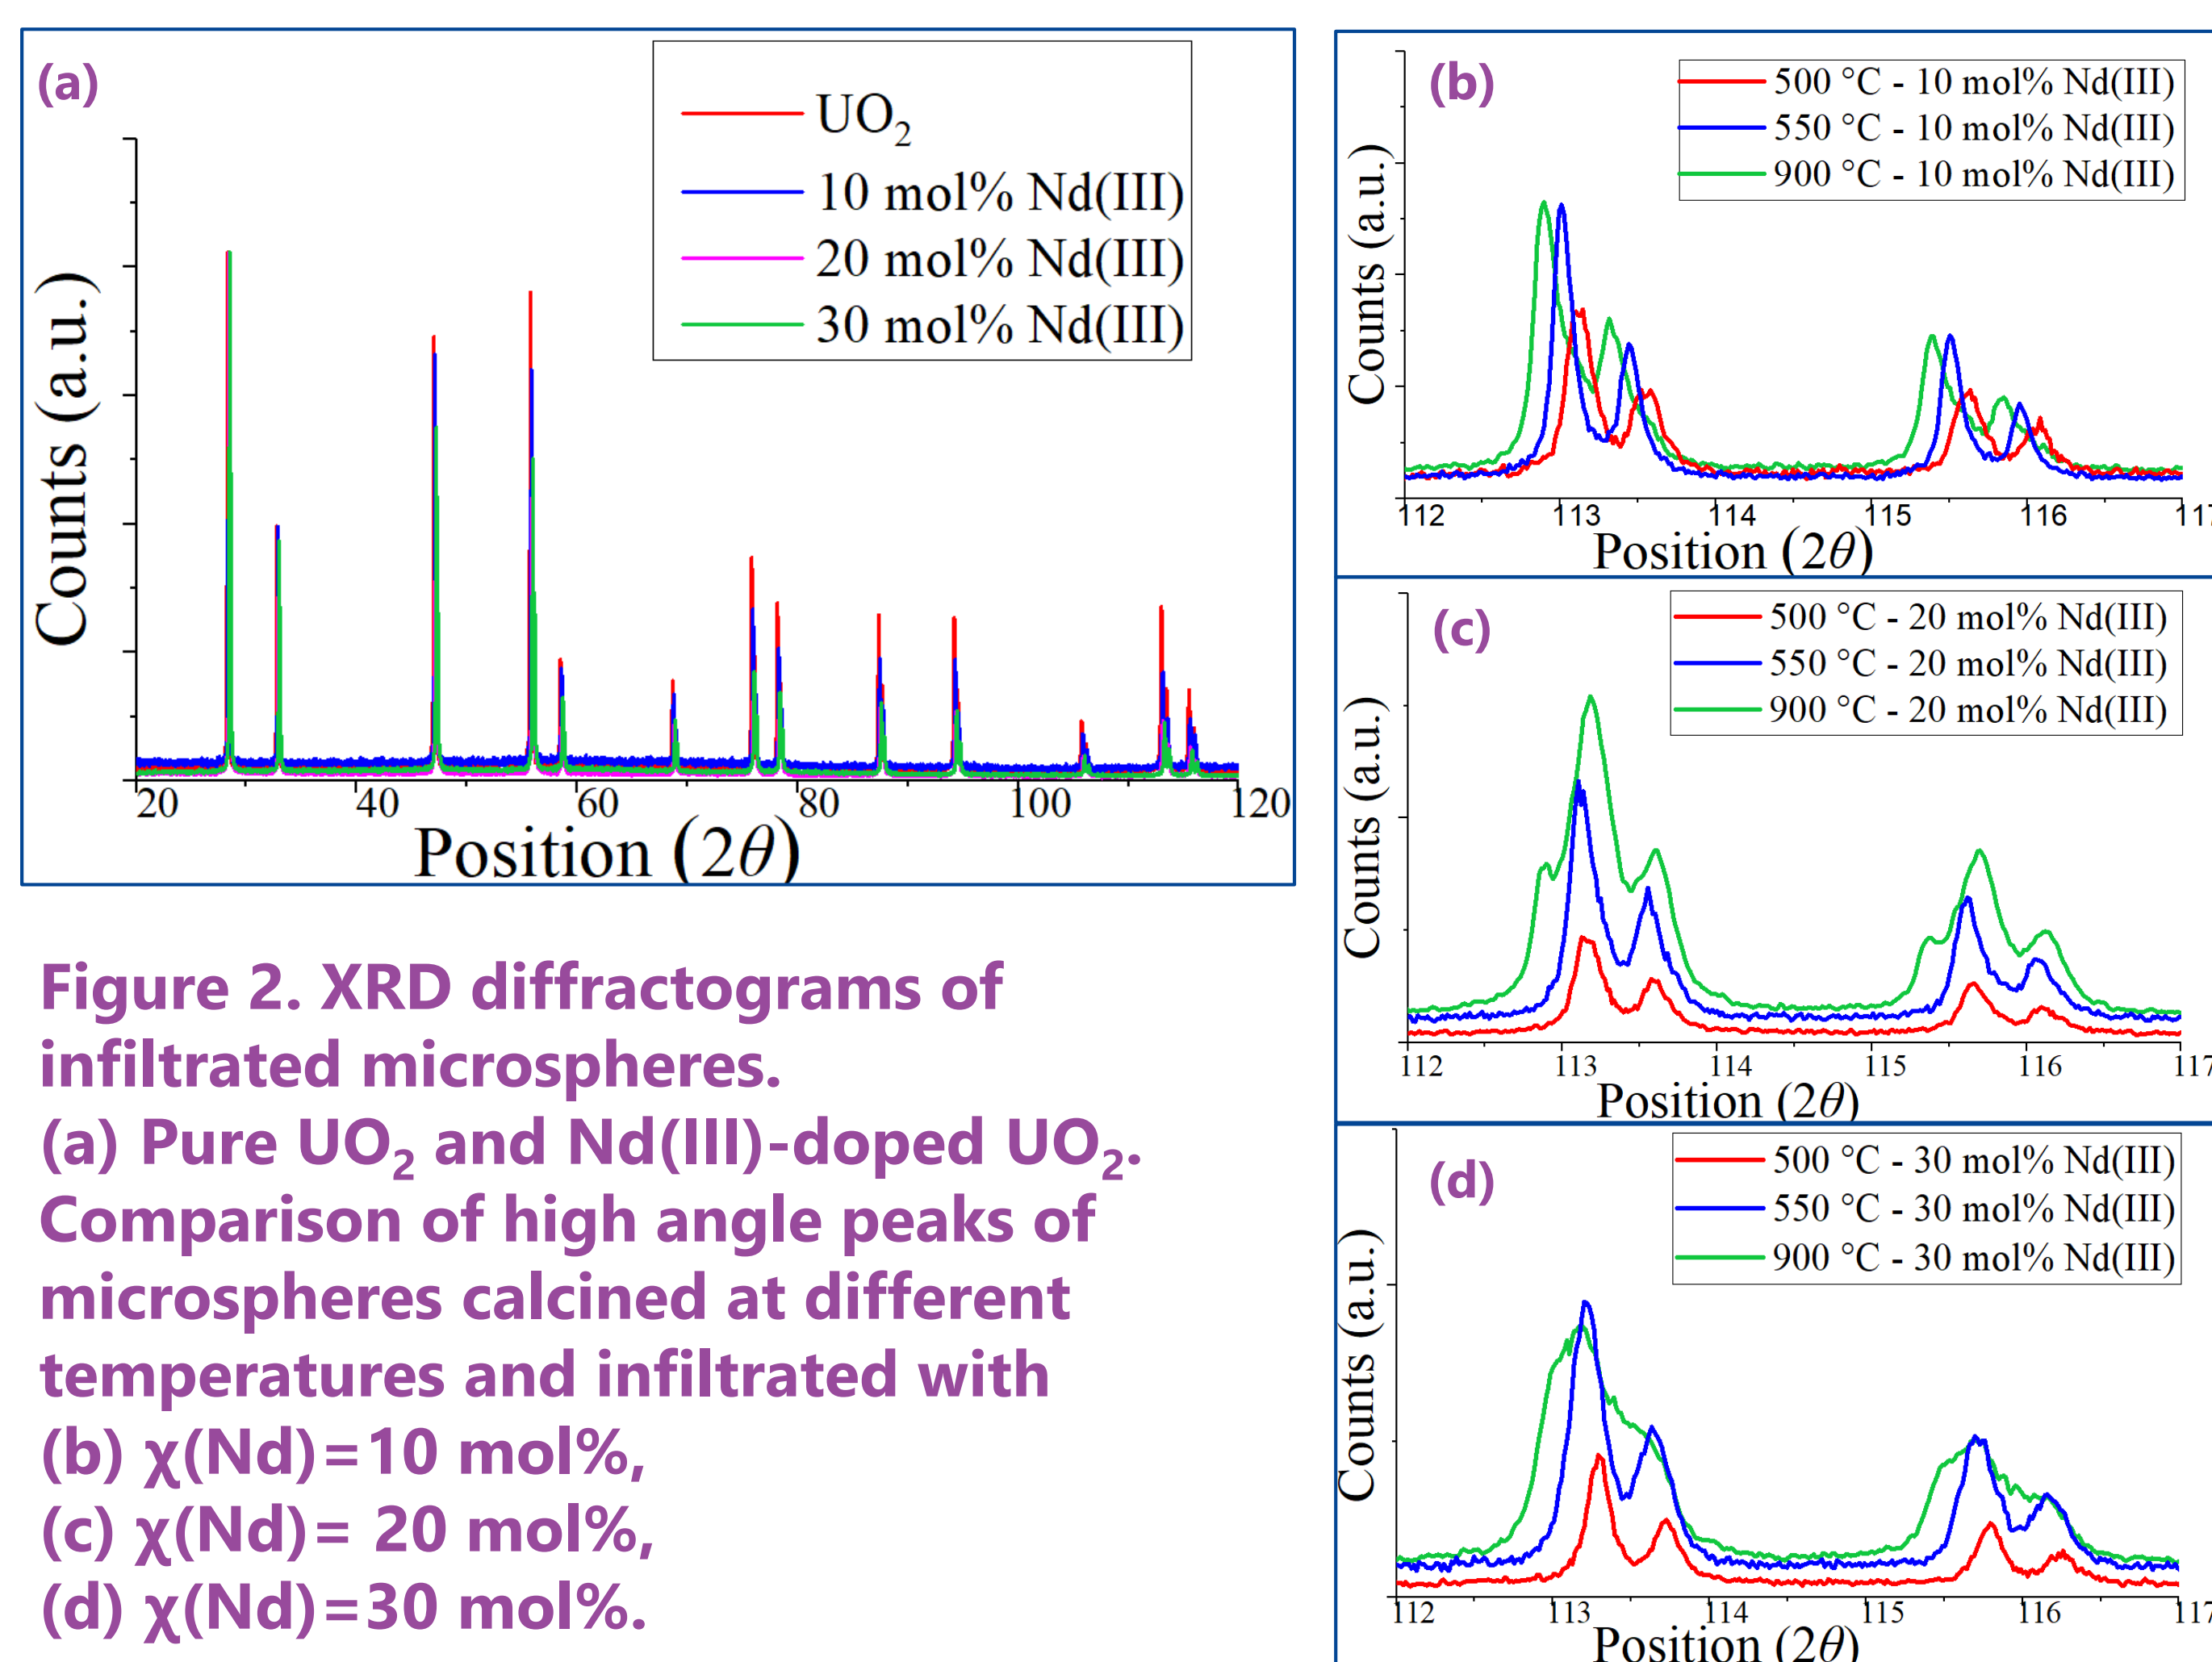 (a)
UO₂
10 mol% Nd(III)
20 mol% Nd(III)
30 mol% Nd(III)
Counts (a.u.)
20 40 60 80 100 120
Position (2θ)
(b)
500 °C - 10 mol% Nd(III)
550 °C - 10 mol% Nd(III)
900 °C - 10 mol% Nd(III)
Counts (a.u.)
112 113 114 115 116 117
Position (2θ)
(c)
500 °C - 20 mol% Nd(III)
550 °C - 20 mol% Nd(III)
900 °C - 20 mol% Nd(III)
Counts (a.u.)
112 113 114 115 116 117
Position (2θ)
(d)
500 °C - 30 mol% Nd(III)
550 °C - 30 mol% Nd(III)
900 °C - 30 mol% Nd(III)
Counts (a.u.)
112 113 114 115 116 117
Position (2θ)
Figure 2. XRD diffractograms of
infiltrated microspheres.
(a) Pure UO₂ and Nd(III)-doped UO₂.
Comparison of high angle peaks of
microspheres calcined at different
temperatures and infiltrated with
(b) χ(Nd)=10 mol%,
(c) χ(Nd)= 20 mol%,
(d) χ(Nd)=30 mol%.